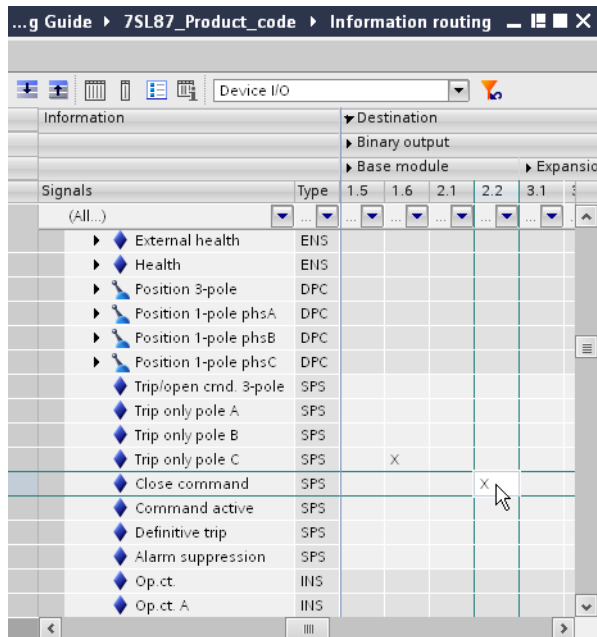 ...g Guide ▸ 7SL87_Product_code ▸ Information routing
Device I/O
Information Destination
Binary output
Base module Expansio
Signals Type 1.5 1.6 2.1 2.2 3.1
(All...) ... ... ... ... ... ...
External health ENS
Health ENS
Position 3-pole DPC
Position 1-pole phsA DPC
Position 1-pole phsB DPC
Position 1-pole phsC DPC
Trip/open cmd. 3-pole SPS
Trip only pole A SPS
Trip only pole B SPS
Trip only pole C SPS X
Close command SPS X
Command active SPS
Definitive trip SPS
Alarm suppression SPS
Op.ct. INS
Op.ct. A INS